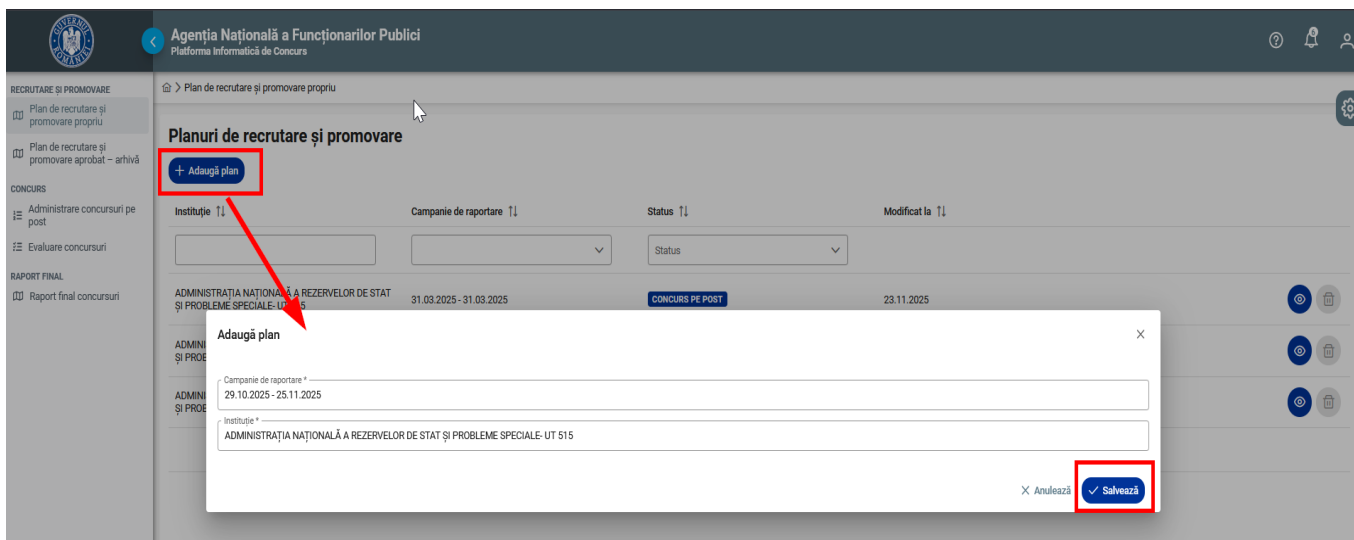 GUVERNUL ROMÂNIEI
Agenția Națională a Funcționarilor Publici
Platforma Informatică de Concurs
RECRUTARE ȘI PROMOVARE
Plan de recrutare și
promovare propriu
Plan de recrutare și
promovare aprobat – arhivă
CONCURS
Administrare concursuri pe
post
Evaluare concursuri
RAPORT FINAL
Raport final concursuri
Plan de recrutare și promovare propriu
Planuri de recrutare și promovare
+ Adaugă plan
Instituție Campanie de raportare Status Modificat la
Status
ADMINISTRAȚIA NAȚIONALĂ A REZERVELOR DE STAT
ȘI PROBLEME SPECIALE- UT 515
31.03.2025 - 31.03.2025 CONCURS PE POST 23.11.2025
ADMINI
ȘI PROE
ADMINI
ȘI PROE
Adaugă plan
Campanie de raportare *
29.10.2025 - 25.11.2025
Instituție *
ADMINISTRAȚIA NAȚIONALĂ A REZERVELOR DE STAT ȘI PROBLEME SPECIALE- UT 515
Anulează Salvează